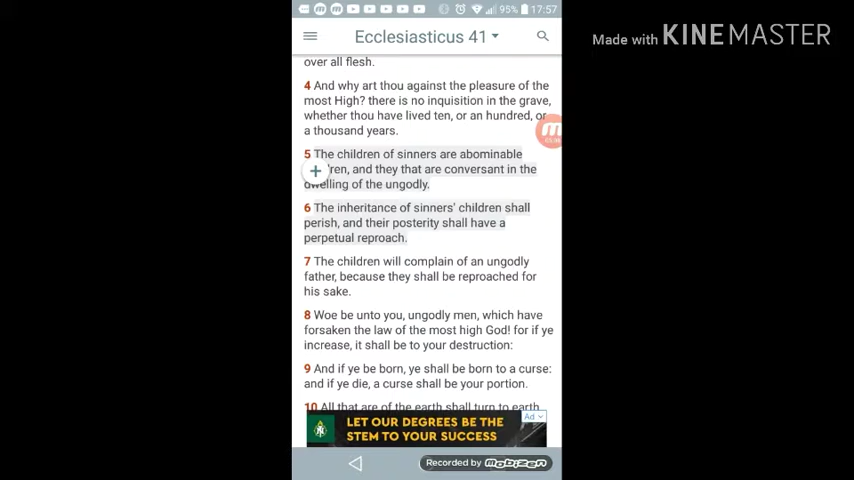 95% 17:57
Ecclesiasticus 41
Made with KINEMASTER
over all flesh.
4 And why art thou against the pleasure of the
most High? there is no inquisition in the grave,
whether thou have lived ten, or an hundred, or
a thousand years.
5 The children of sinners are abominable
and they that are conversant in the
dwelling of the ungodly.
6 The inheritance of sinners' children shall
perish, and their posterity shall have a
perpetual reproach.
7 The children will complain of an ungodly
father, because they shall be reproached for
his sake.
8 Woe be unto you, ungodly men, which have
forsaken the law of the most high God! for if ye
increase, it shall be to your destruction:
9 And if ye be born, ye shall be born to a curse:
and if ye die, a curse shall be your portion.
10 All that are of the earth shall turn to earth
Ad
LET OUR DEGREES BE THE
STEM TO YOUR SUCCESS
Recorded by mobizen